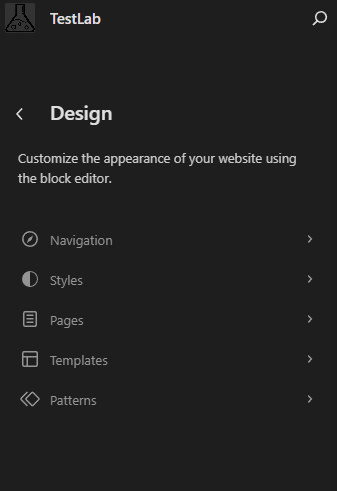 TestLab
Design
Customize the appearance of your website using
the block editor.
Navigation
Styles
Pages
Templates
Patterns